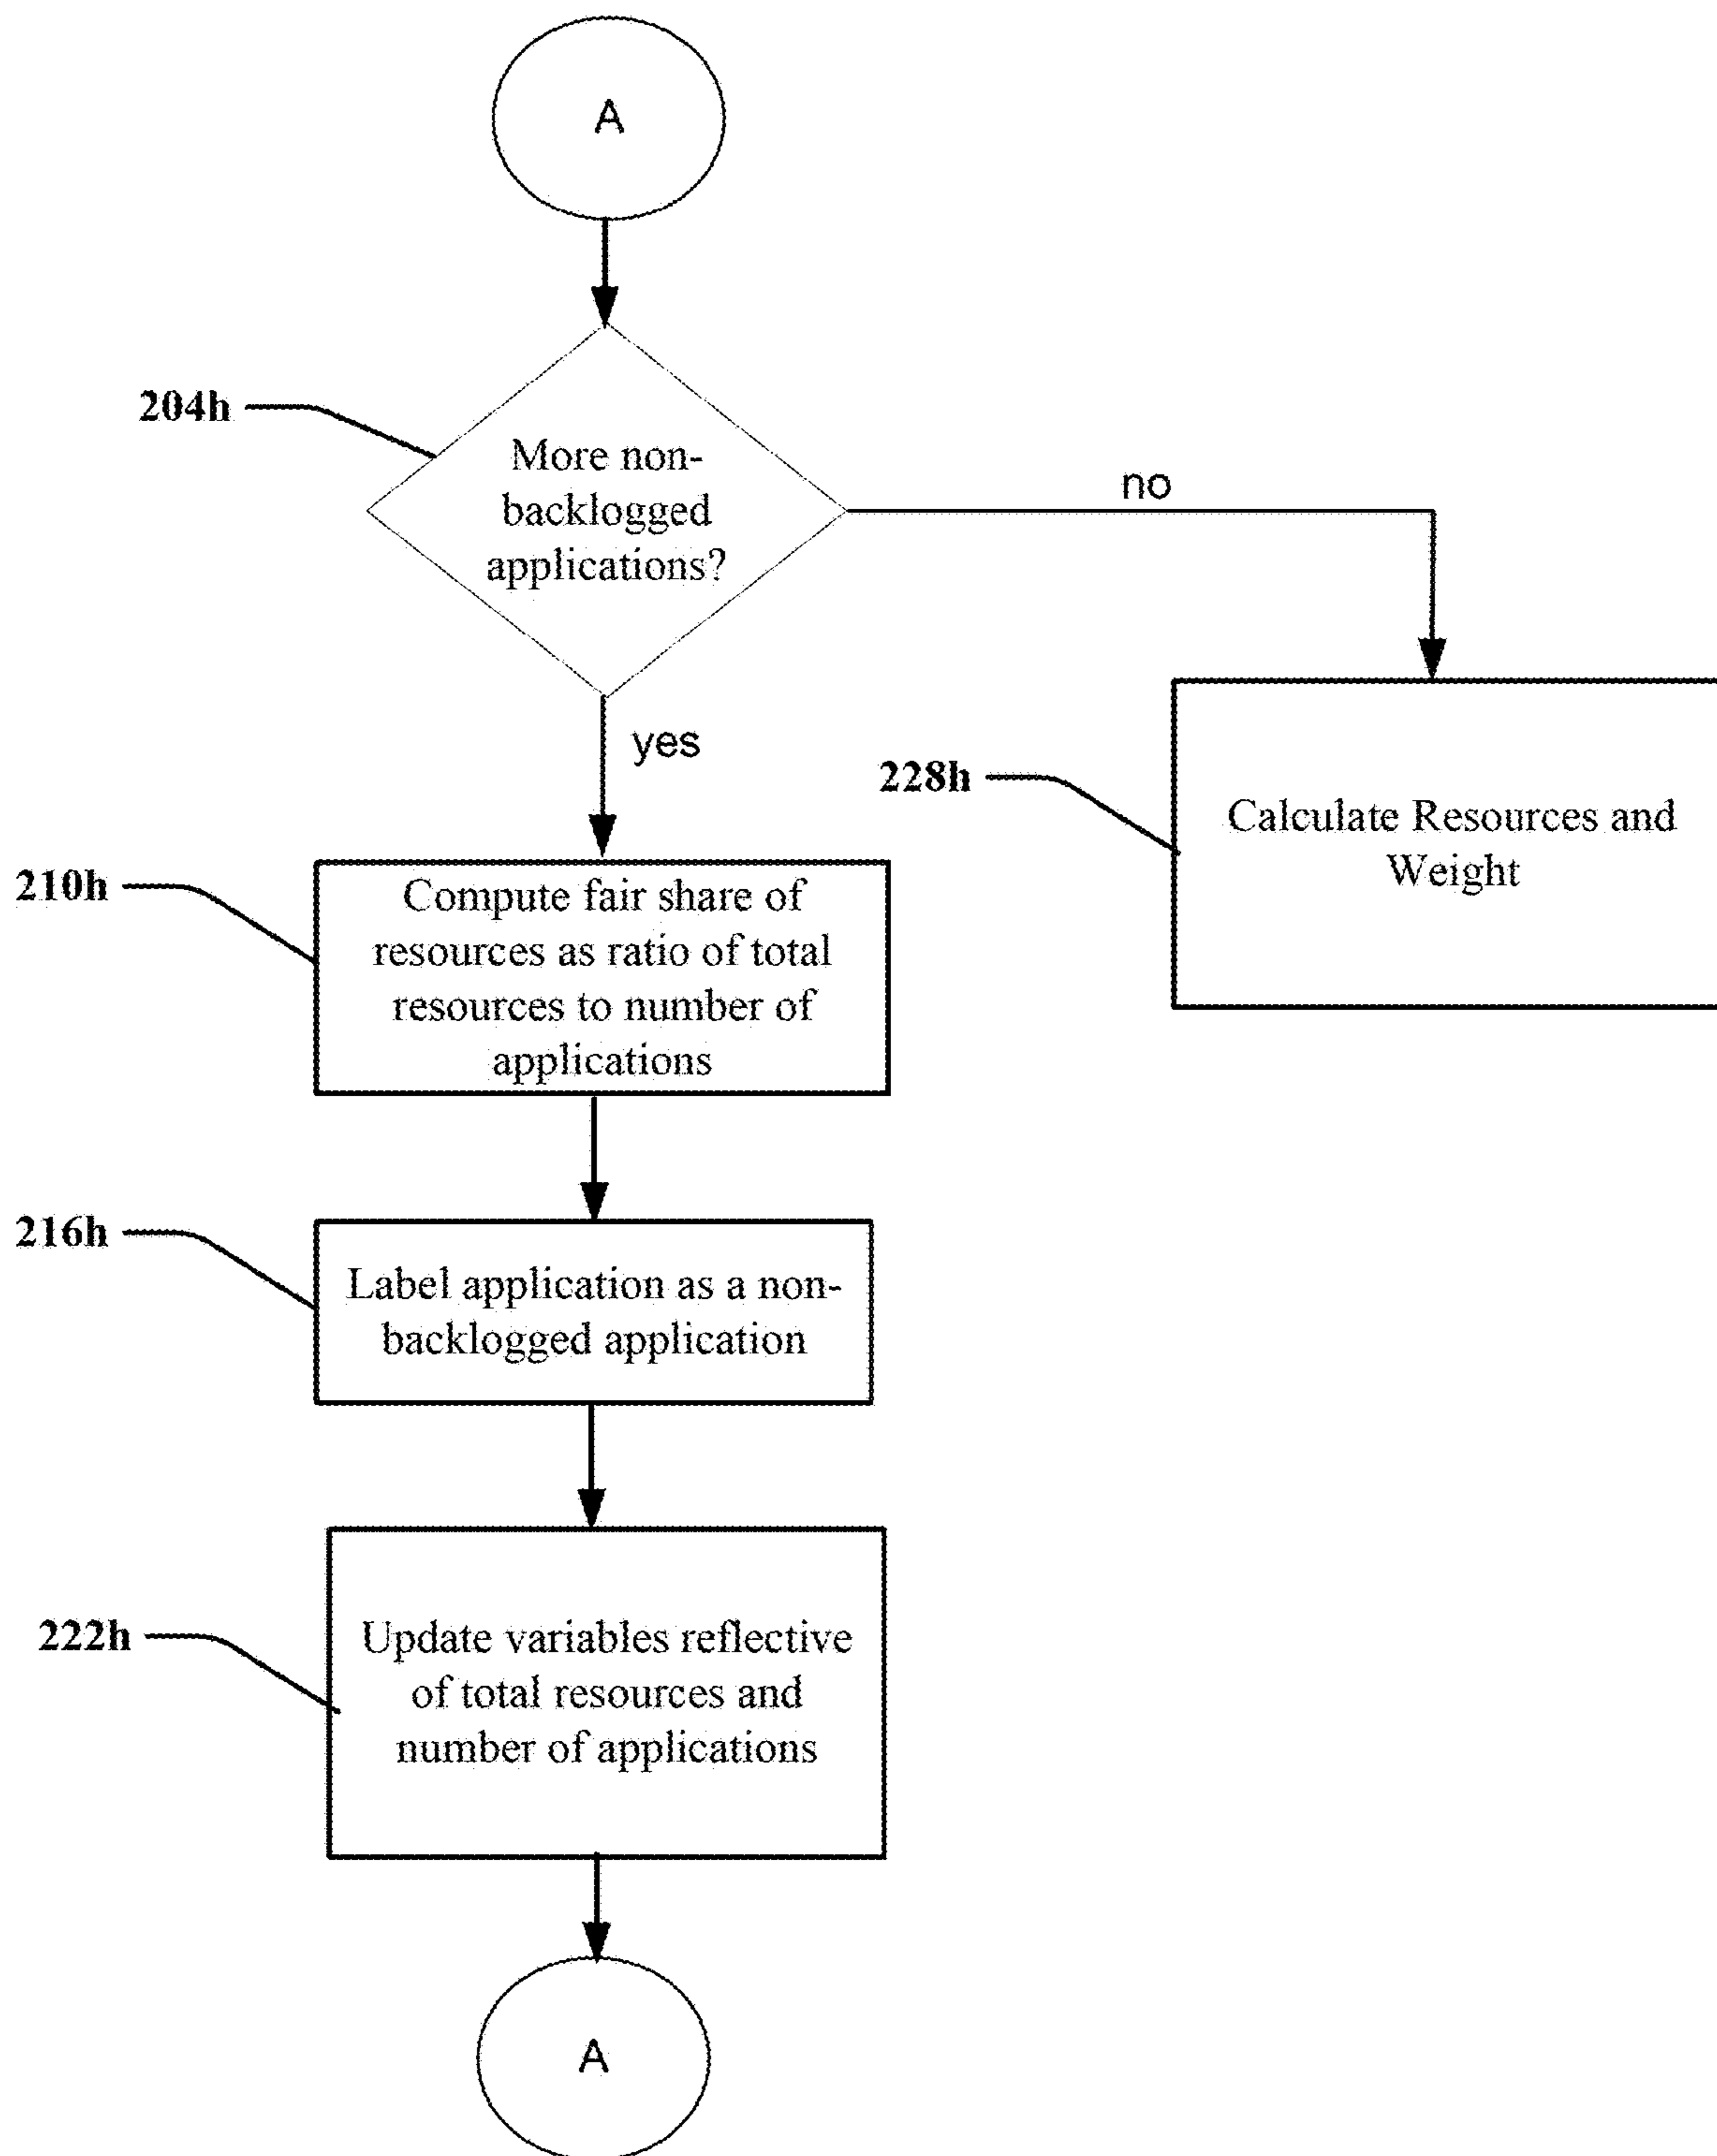 A
204h
More non-
backlogged
applications?
no
yes
228h
Calculate Resources and
Weight
210h
Compute fair share of
resources as ratio of total
resources to number of
applications
216h
Label application as a non-
backlogged application
222h
Update variables reflective
of total resources and
number of applications
A